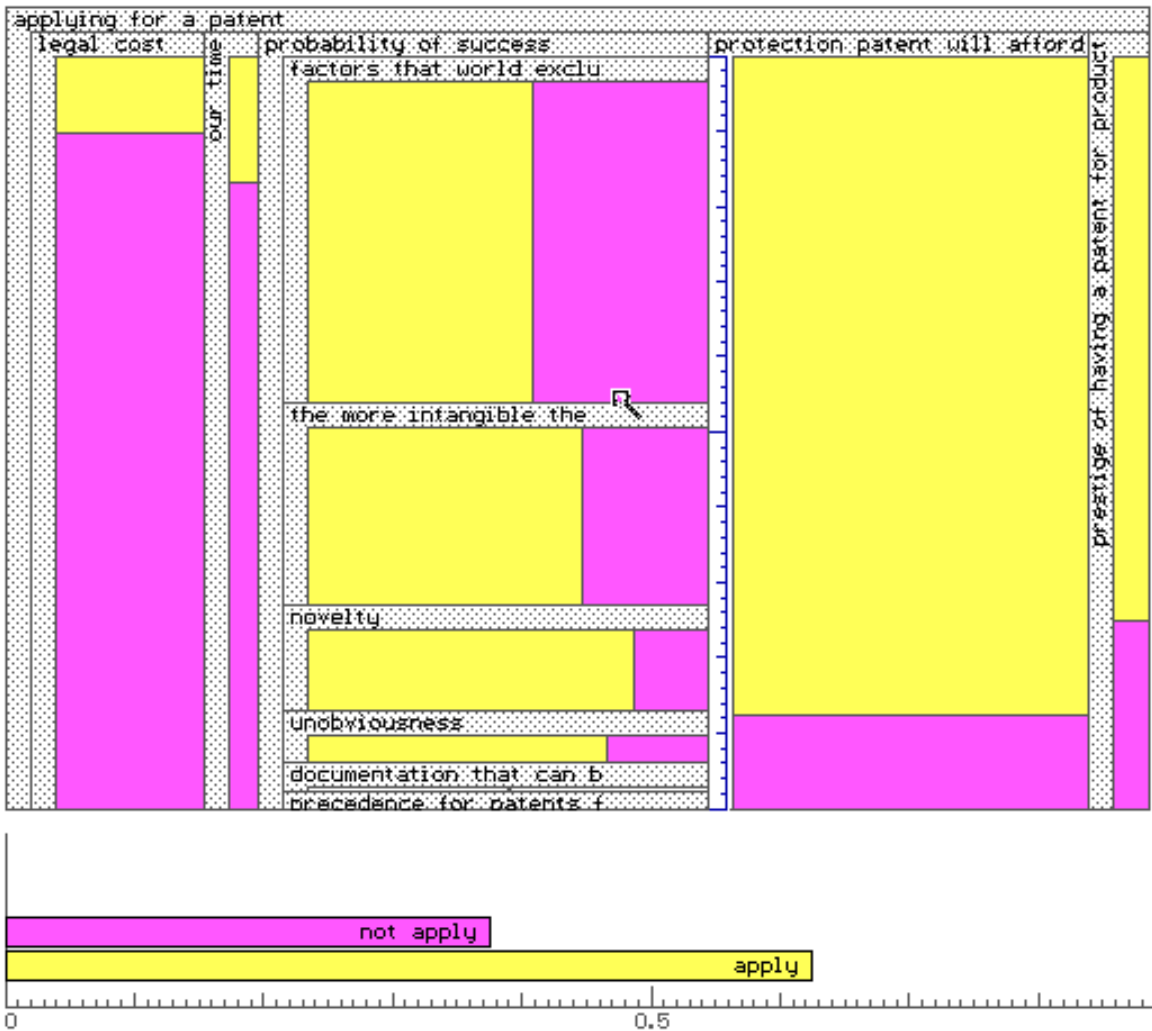 applying for a patent
legal cost
our time
probability of success
protection patent will afford
prestige of having a patent for product
factors that world exclu
the more intangible the
novelty
unobviousness
documentation that can b
precedence for patents f
not apply
apply
0
0.5